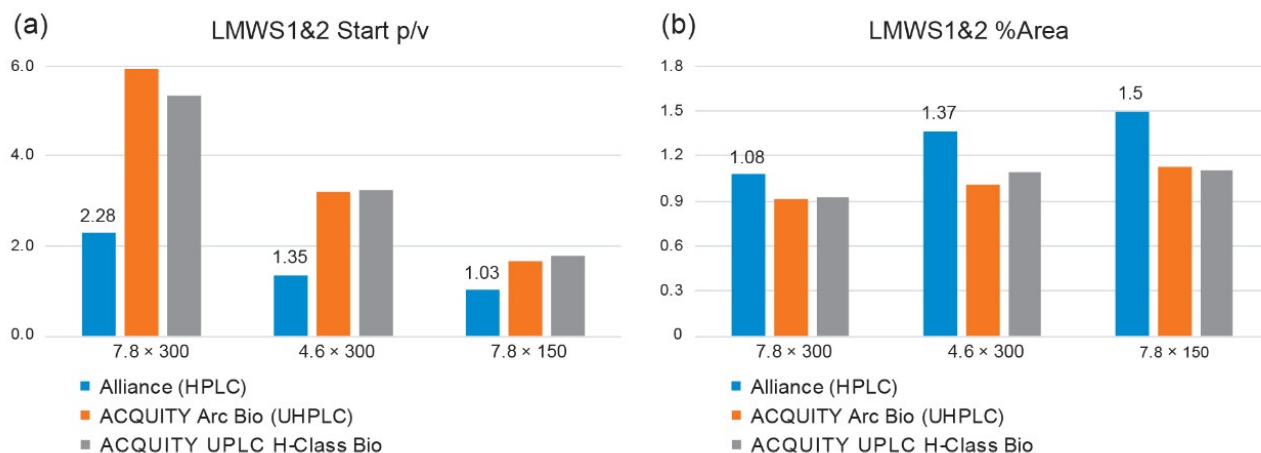 (a)
LMWS1&2 Start p/v
6.0
4.0
2.0
0.0
2.28
1.35
1.03
7.8 × 300
4.6 × 300
7.8 × 150
Alliance (HPLC)
ACQUITY Arc Bio (UHPLC)
ACQUITY UPLC H-Class Bio
(b)
LMWS1&2 %Area
1.8
1.5
1.2
0.9
0.6
0.3
0
1.08
1.37
1.5
7.8 × 300
4.6 × 300
7.8 × 150
Alliance (HPLC)
ACQUITY Arc Bio (UHPLC)
ACQUITY UPLC H-Class Bio